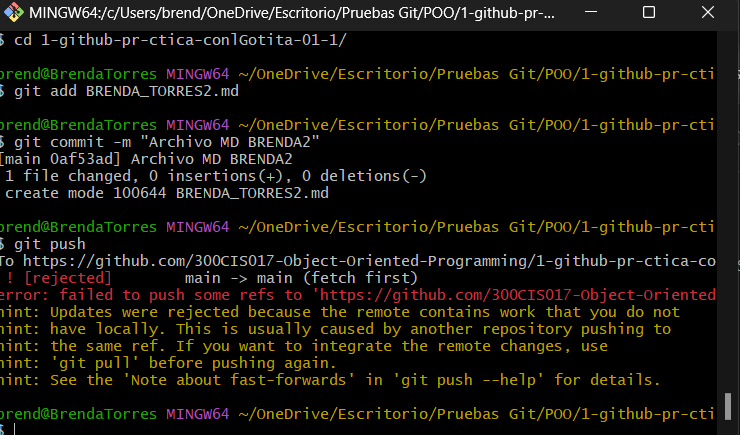 MINGW64:/c/Users/brend/OneDrive/Escritorio/Pruebas Git/POO/1-github-pr-...
$ cd 1-github-pr-ctica-conlGotita-01-1/
brend@BrendaTorres MINGW64 ~/OneDrive/Escritorio/Pruebas Git/POO/1-github-pr-cti
$ git add BRENDA_TORRES2.md
brend@BrendaTorres MINGW64 ~/OneDrive/Escritorio/Pruebas Git/POO/1-github-pr-cti
$ git commit -m "Archivo MD BRENDA2"
[main 0af53ad] Archivo MD BRENDA2
1 file changed, 0 insertions(+), 0 deletions(-)
create mode 100644 BRENDA_TORRES2.md
brend@BrendaTorres MINGW64 ~/OneDrive/Escritorio/Pruebas Git/POO/1-github-pr-cti
$ git push
To https://github.com/300CIS017-Object-Oriented-Programming/1-github-pr-ctica-co
! [rejected] main -> main (fetch first)
error: failed to push some refs to 'https://github.com/300CIS017-Object-Oriented
hint: Updates were rejected because the remote contains work that you do not
hint: have locally. This is usually caused by another repository pushing to
hint: the same ref. If you want to integrate the remote changes, use
hint: 'git pull' before pushing again.
hint: See the 'Note about fast-forwards' in 'git push --help' for details.
brend@BrendaTorres MINGW64 ~/OneDrive/Escritorio/Pruebas Git/POO/1-github-pr-cti
$